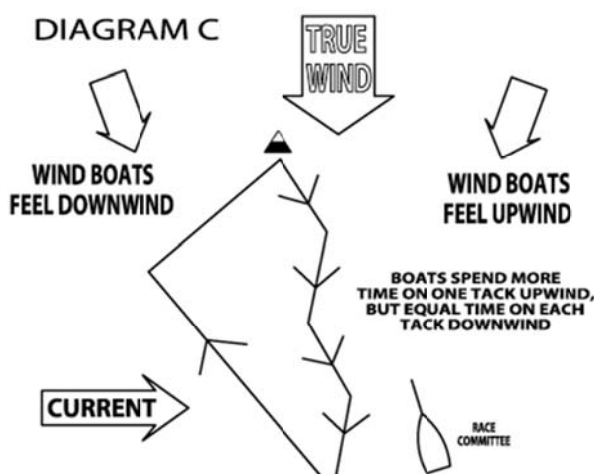 DIAGRAM C
TRUE
WIND
WIND BOATS
FEEL DOWNWIND
WIND BOATS
FEEL UPWIND
BOATS SPEND MORE
TIME ON ONE TACK UPWIND,
BUT EQUAL TIME ON EACH
TACK DOWNWIND
CURRENT
RACE
COMMITTEE